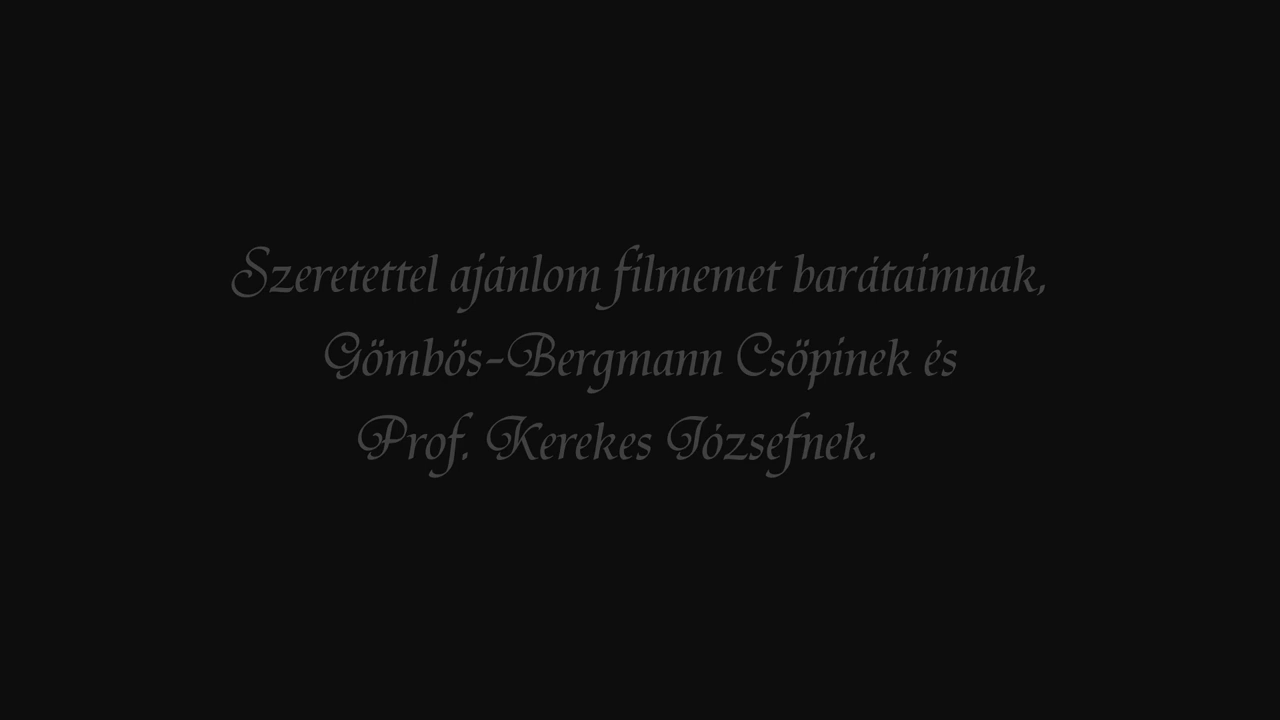 Szeretettel ajánlom filmemet barátaimnak,
Gömbös-Bergmann Csöpinek és
Prof. Kerekes Józsefnek.